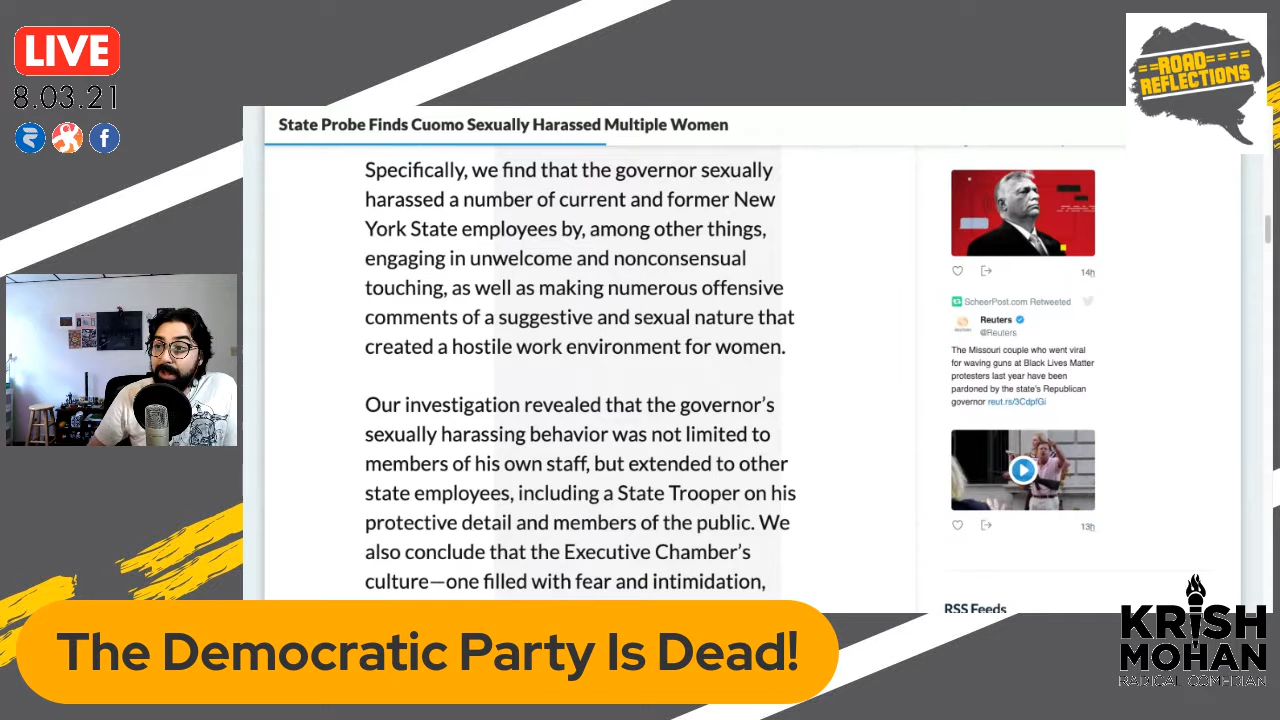 LIVE
8.03.21
==ROAD====
REFLECTIONS
State Probe Finds Cuomo Sexually Harassed Multiple Women
Specifically, we find that the governor sexually
harassed a number of current and former New
York State employees by, among other things,
engaging in unwelcome and nonconsensual
touching, as well as making numerous offensive
comments of a suggestive and sexual nature that
created a hostile work environment for women.
Our investigation revealed that the governor’s
sexually harassing behavior was not limited to
members of his own staff, but extended to other
state employees, including a State Trooper on his
protective detail and members of the public. We
also conclude that the Executive Chamber’s
culture—one filled with fear and intimidation,
14h
ScheerPost.com Retweeted
Reuters
@Reuters
The Missouri couple who went viral
for waving guns at Black Lives Matter
protesters last year have been
pardoned by the state's Republican
governor reut.rs/3CdpfGi
13h
RSS Feeds
The Democratic Party Is Dead!
KRISH
MOHAN
RADICAL COMEDIAN